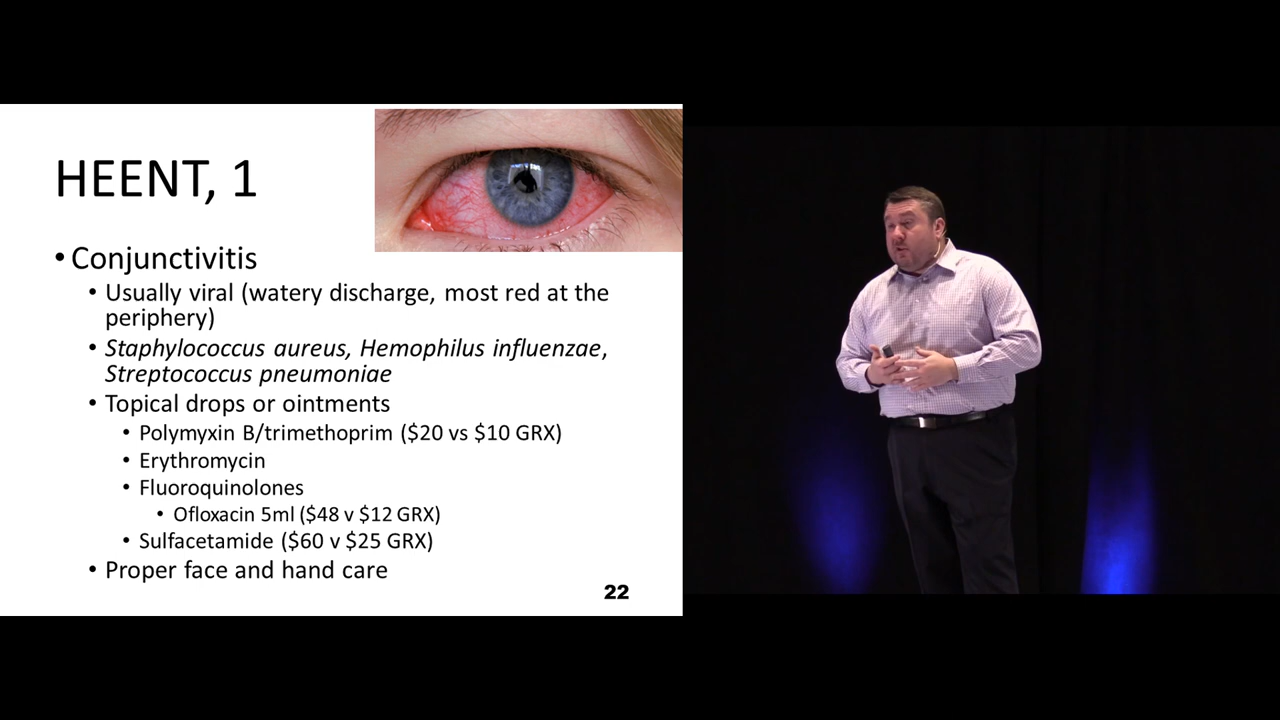 HEENT, 1
• Conjunctivitis
• Usually viral (watery discharge, most red at the
periphery)
• Staphylococcus aureus, Hemophilus influenzae,
Streptococcus pneumoniae
• Topical drops or ointments
• Polymyxin B/trimethoprim ($20 vs $10 GRX)
• Erythromycin
• Fluoroquinolones
• Ofloxacin 5ml ($48 v $12 GRX)
• Sulfacetamide ($60 v $25 GRX)
• Proper face and hand care
22